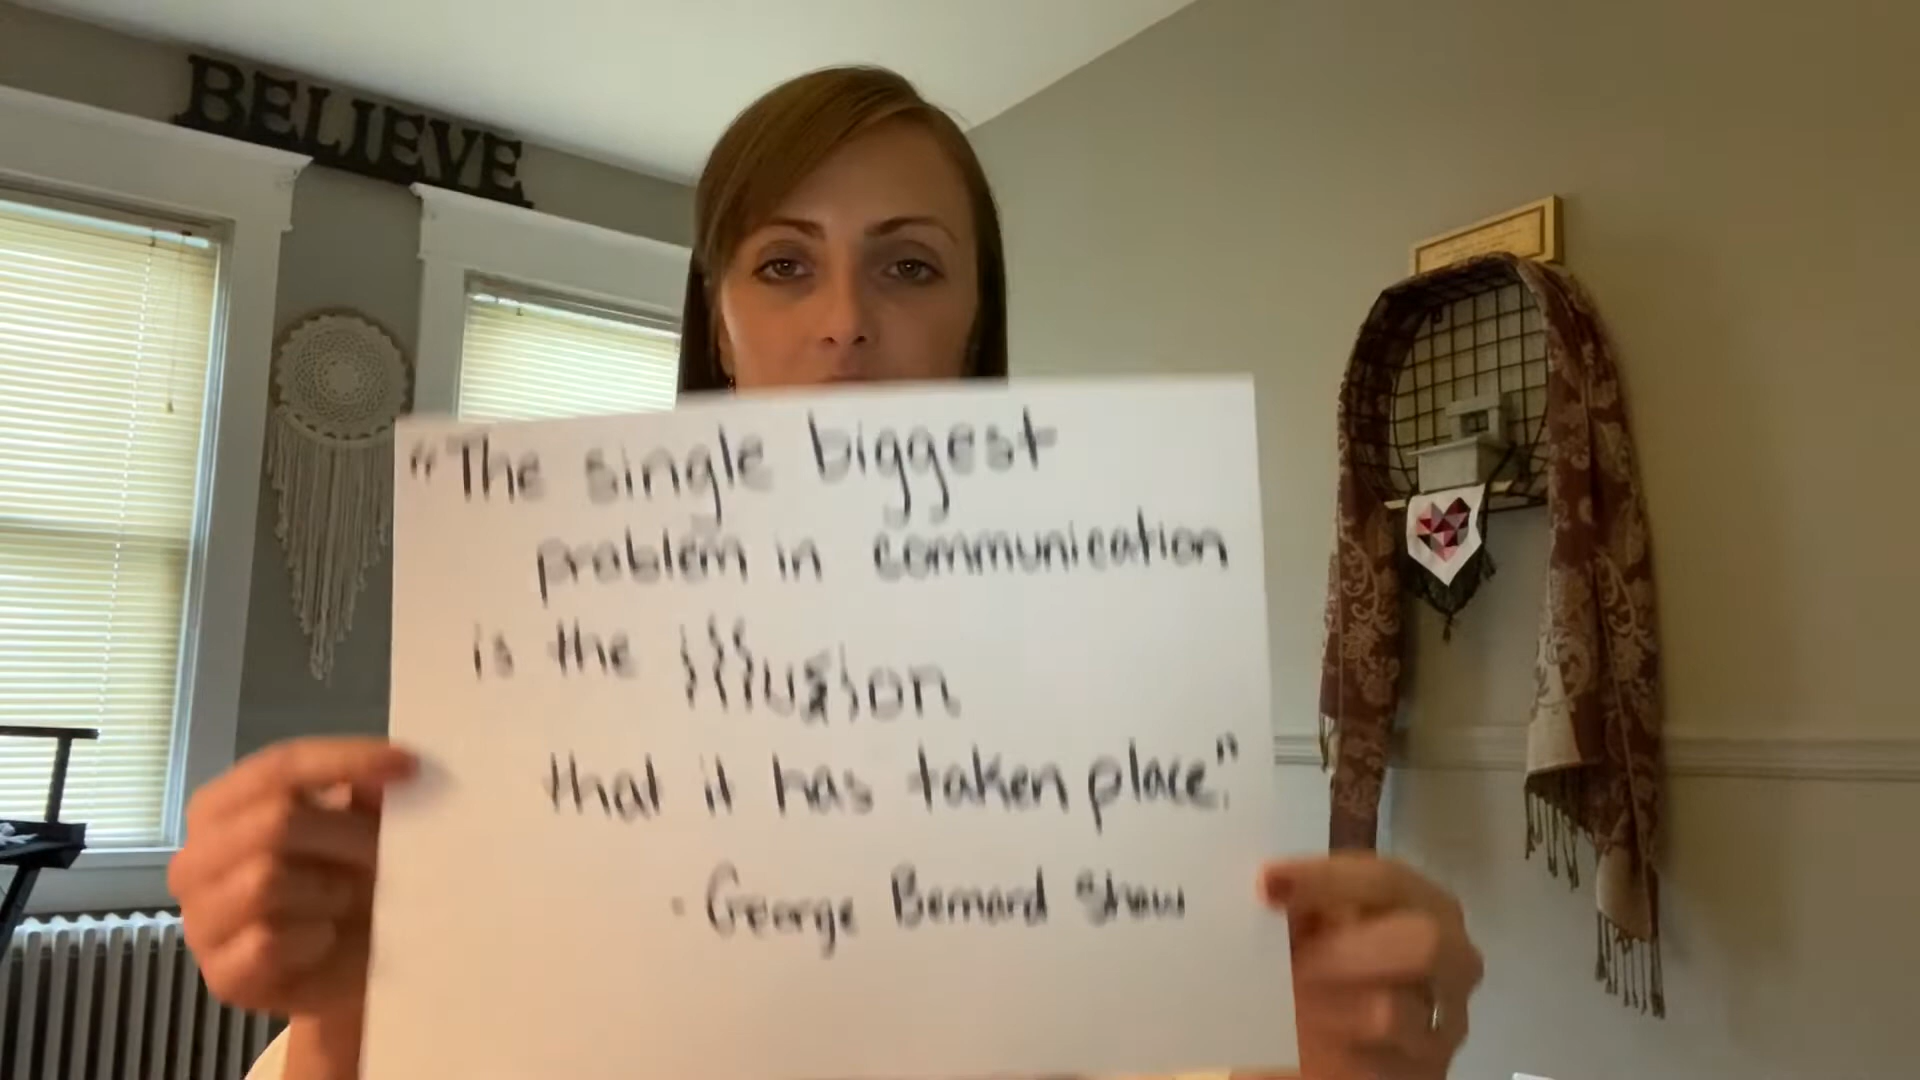 BELIEVE
"The single biggest
problem in communication
is the illusion
that it has taken place."
- George Bernard Shaw